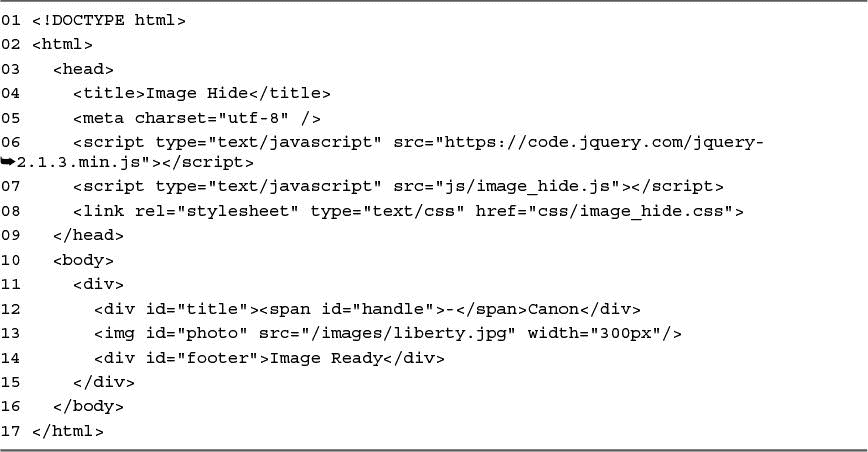 01 <!DOCTYPE html>
02 <html>
03   <head>
04     <title>Image Hide</title>
05     <meta charset="utf-8" />
06     <script type="text/javascript" src="https://code.jquery.com/jquery-
➥2.1.3.min.js"></script>
07     <script type="text/javascript" src="js/image_hide.js"></script>
08     <link rel="stylesheet" type="text/css" href="css/image_hide.css">
09   </head>
10   <body>
11     <div>
12       <div id="title"><span id="handle">-</span>Canon</div>
13       <img id="photo" src="/images/liberty.jpg" width="300px"/>
14       <div id="footer">Image Ready</div>
15     </div>
16   </body>
17 </html>